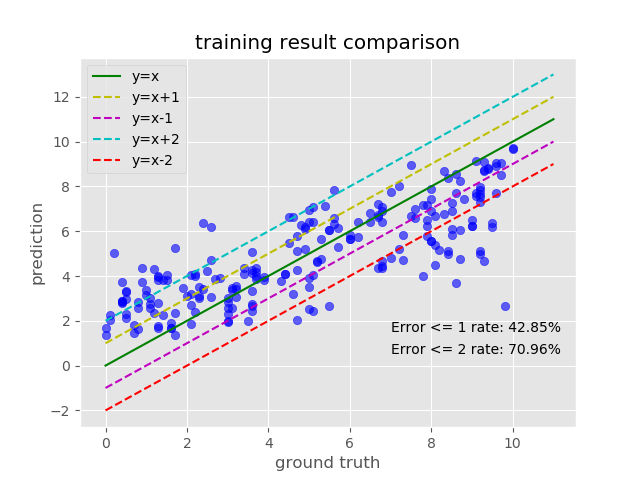 training result comparison
y=x
y=x+1
y=x-1
y=x+2
y=x-2
12
10
8
6
4
2
0
−2
prediction
Error <= 1 rate: 42.85%
Error <= 2 rate: 70.96%
0 2 4 6 8 10
ground truth